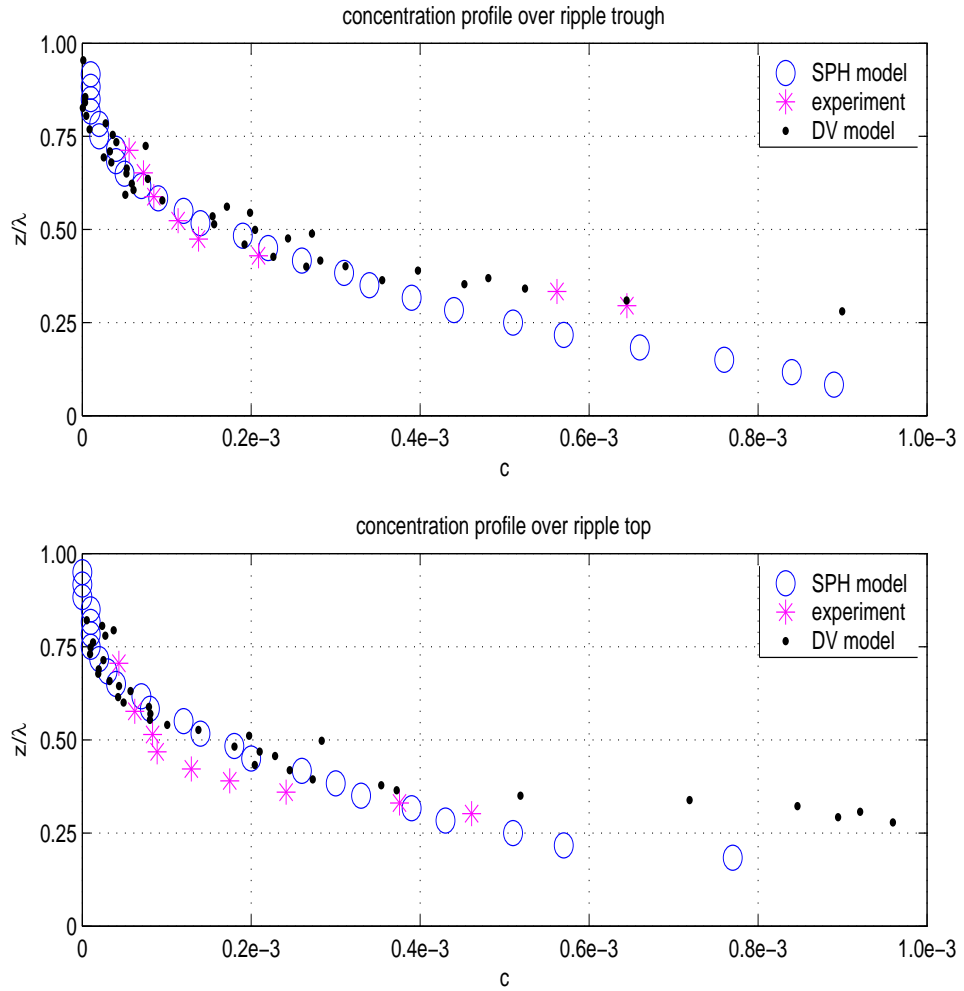 concentration profile over ripple trough
1.00
0.75
0.50
0.25
0
z/λ
SPH model
experiment
DV model
0 0.2e−3 0.4e−3 0.6e−3 0.8e−3 1.0e−3
c
concentration profile over ripple top
1.00
0.75
0.50
0.25
0
z/λ
SPH model
experiment
DV model
0 0.2e−3 0.4e−3 0.6e−3 0.8e−3 1.0e−3
c